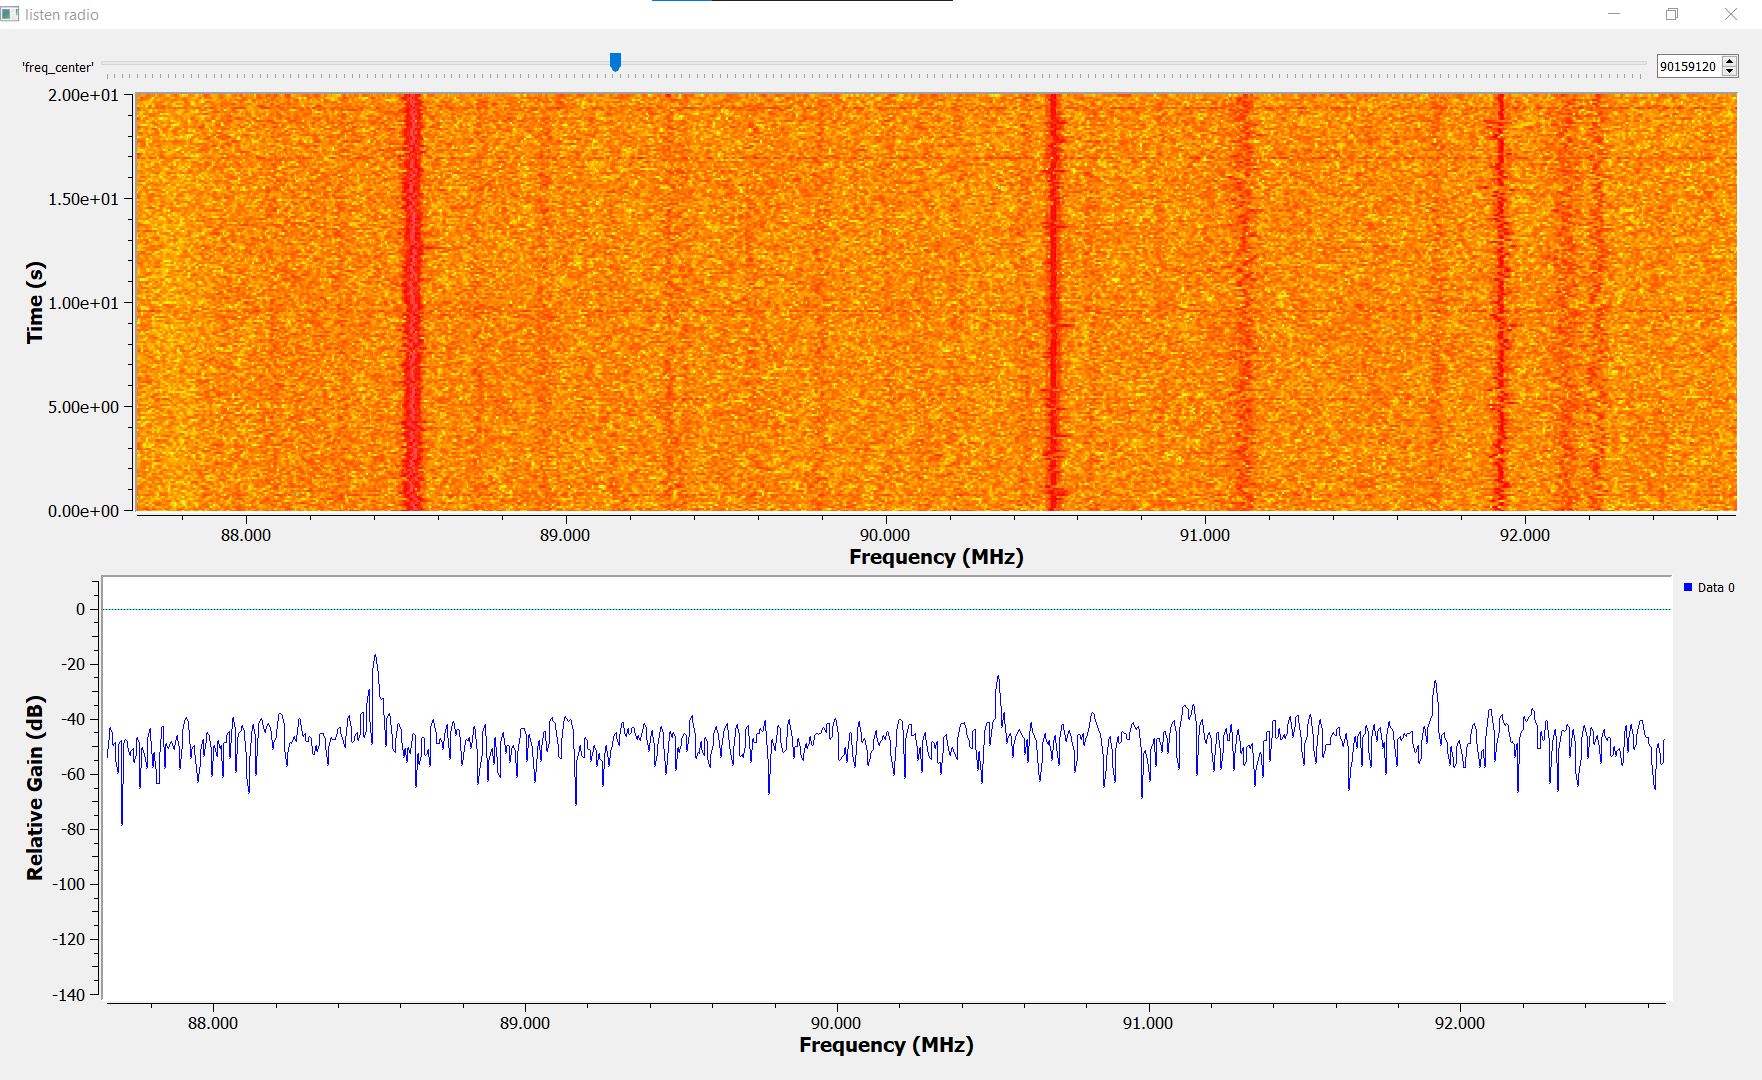 listen radio
'freq_center'
90159120
2.00e+01
1.50e+01
1.00e+01
5.00e+00
0.00e+00
Time (s)
88.000 89.000 90.000 91.000 92.000
Frequency (MHz)
Data 0
0
-20
-40
-60
-80
-100
-120
-140
Relative Gain (dB)
88.000 89.000 90.000 91.000 92.000
Frequency (MHz)